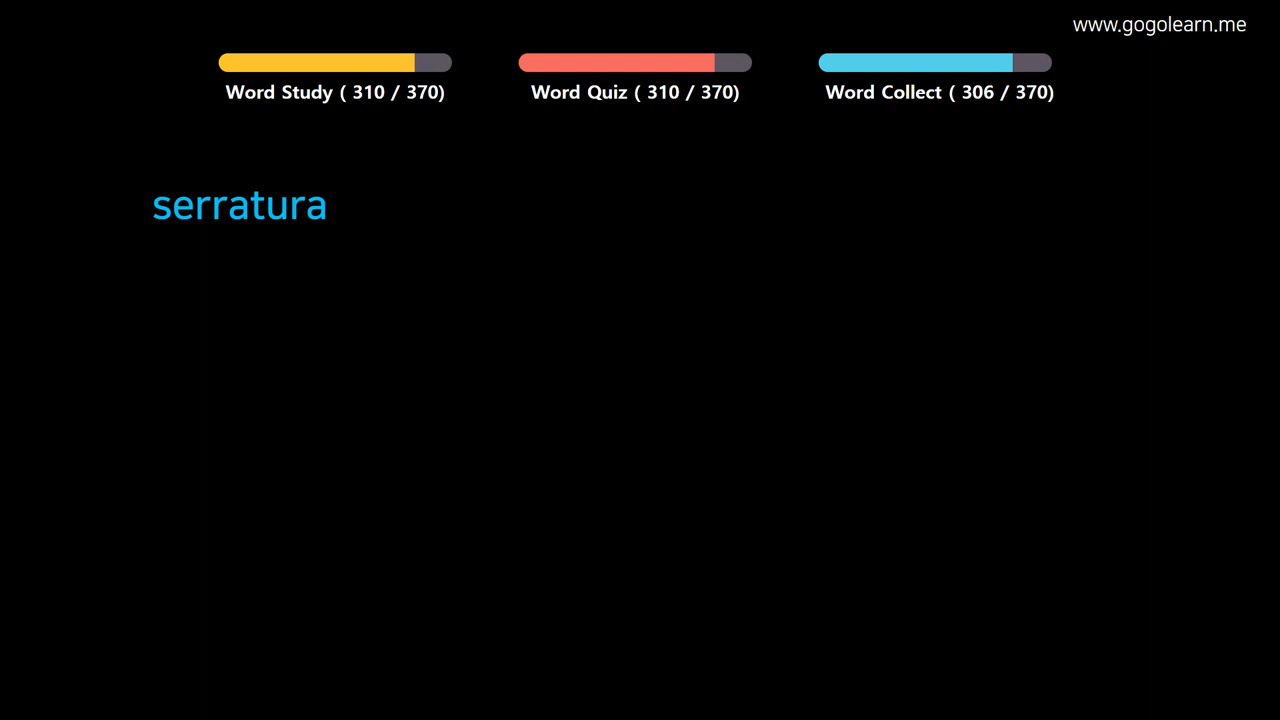 www.gogolearn.me
Word Study ( 310 / 370)
Word Quiz ( 310 / 370)
Word Collect ( 306 / 370)
serratura